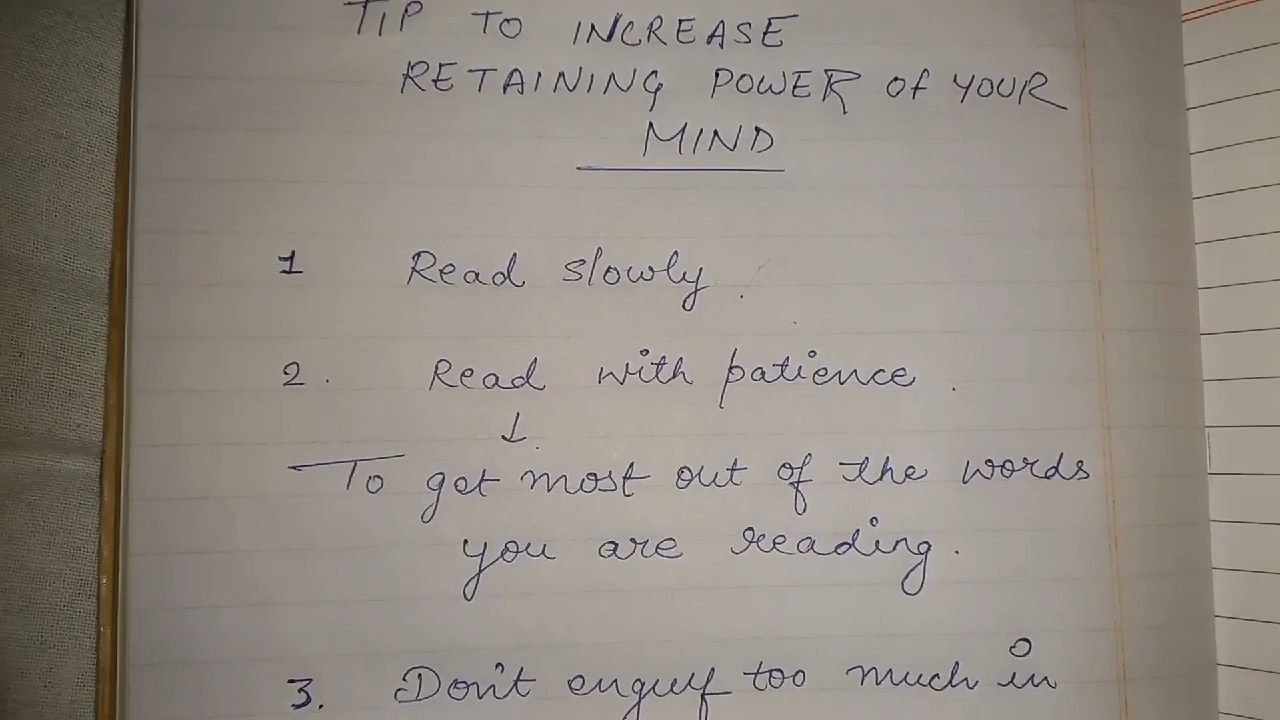 TIP TO INCREASE
RETAINING POWER Of YOUR
MIND
1 Read slowly.
2. Read with patience.
↓
To get most out of the words
you are reading.
3. Don't engulf too much in